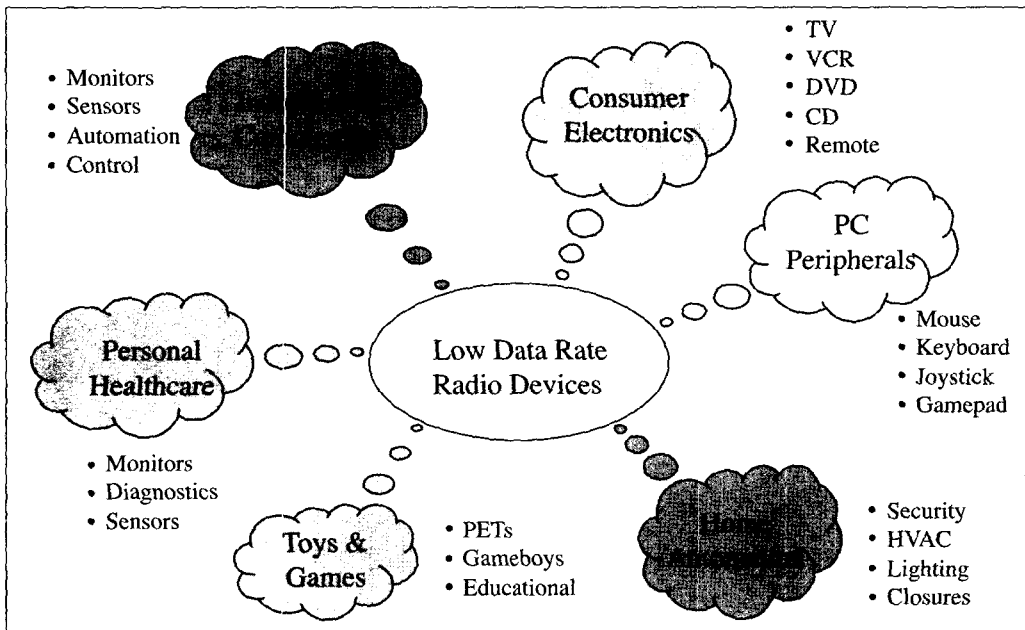 • Monitors
• Sensors
• Automation
• Control
Consumer
Electronics
• TV
• VCR
• DVD
• CD
• Remote
PC
Peripherals
• Mouse
• Keyboard
• Joystick
• Gamepad
Low Data Rate
Radio Devices
Personal
Healthcare
• Monitors
• Diagnostics
• Sensors
Toys &
Games
• PETs
• Gameboys
• Educational
Home
• Security
• HVAC
• Lighting
• Closures